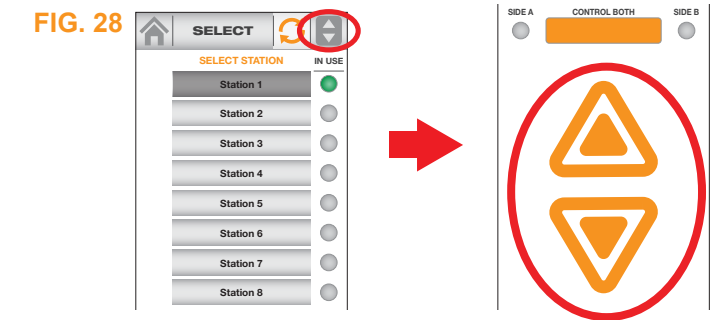 FIG. 28
SELECT
SELECT STATION IN USE
Station 1
Station 2
Station 3
Station 4
Station 5
Station 6
Station 7
Station 8
SIDE A CONTROL BOTH SIDE B